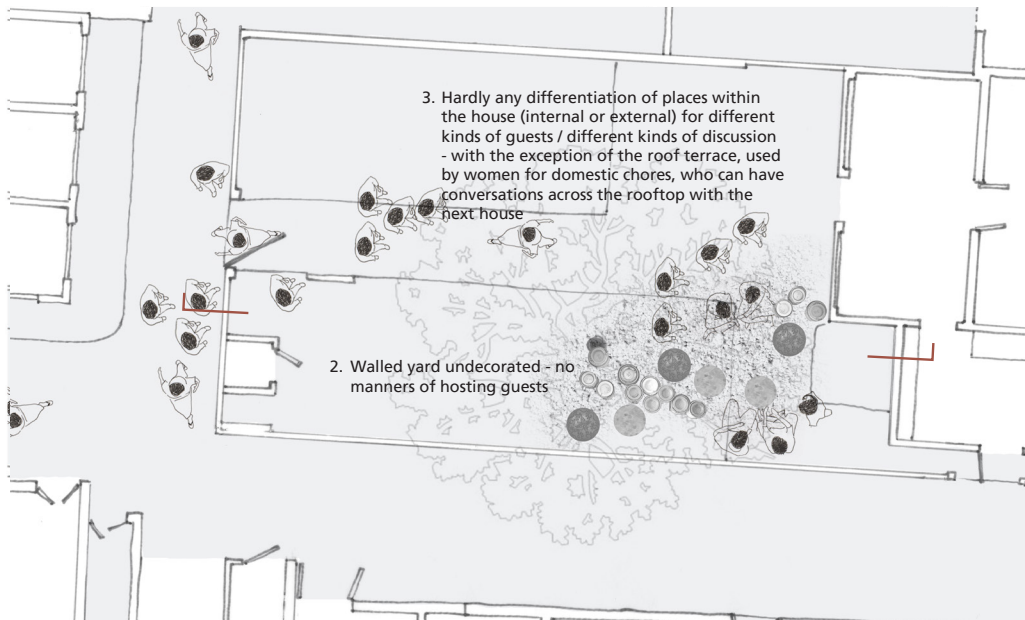 3. Hardly any differentiation of places within
the house (internal or external) for different
kinds of guests / different kinds of discussion
- with the exception of the roof terrace, used
by women for domestic chores, who can have
conversations across the rooftop with the
next house
2. Walled yard undecorated - no
manners of hosting guests